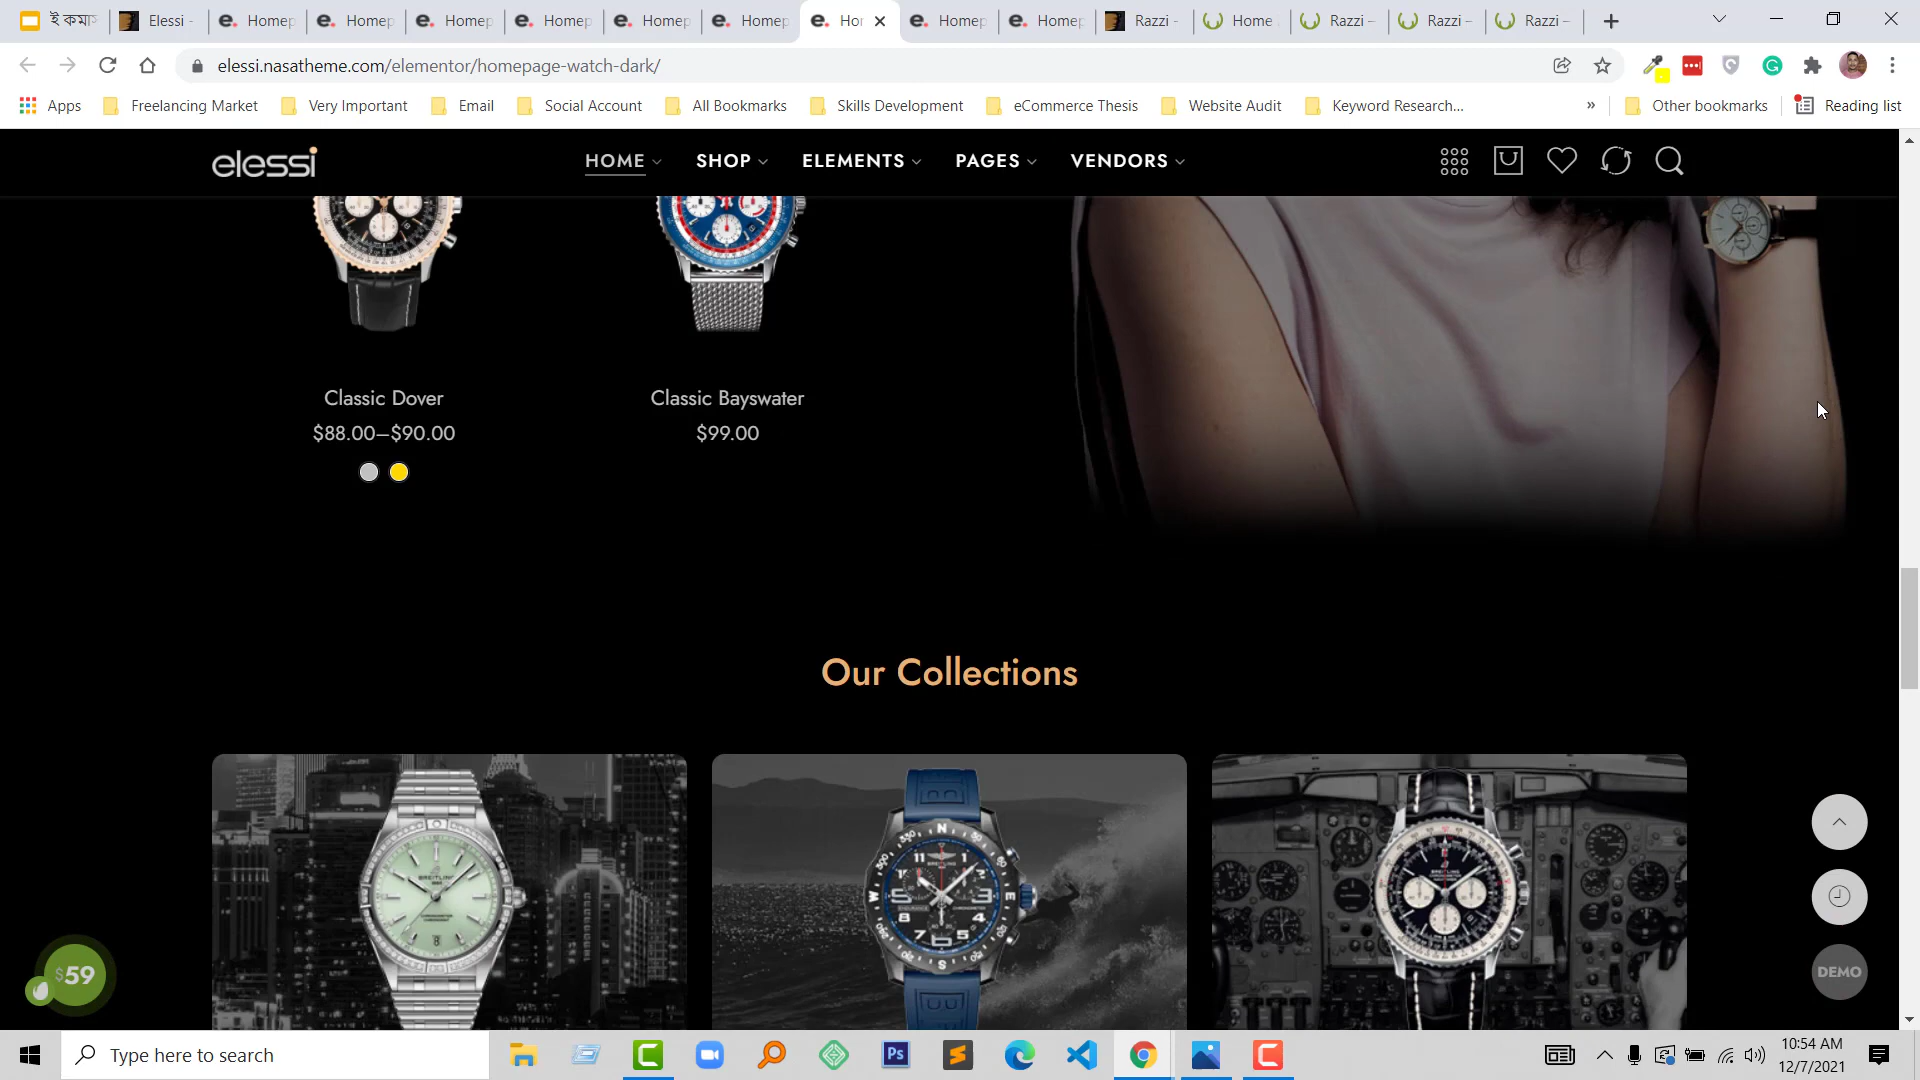 ই কমার্স
Elessi -
Homep
Homep
Homep
Homep
Homep
Homep
Hor
Homep
Homep
Razzi -
Home
Razzi –
Razzi –
Razzi –
elessi.nasatheme.com/elementor/homepage-watch-dark/
Apps
Freelancing Market
Very Important
Email
Social Account
All Bookmarks
Skills Development
eCommerce Thesis
Website Audit
Keyword Research...
»
Other bookmarks
Reading list
elessi
HOME
SHOP
ELEMENTS
PAGES
VENDORS
Classic Dover
Classic Bayswater
$88.00–$90.00
$99.00
Our Collections
$59
DEMO
Type here to search
Ps
10:54 AM
12/7/2021